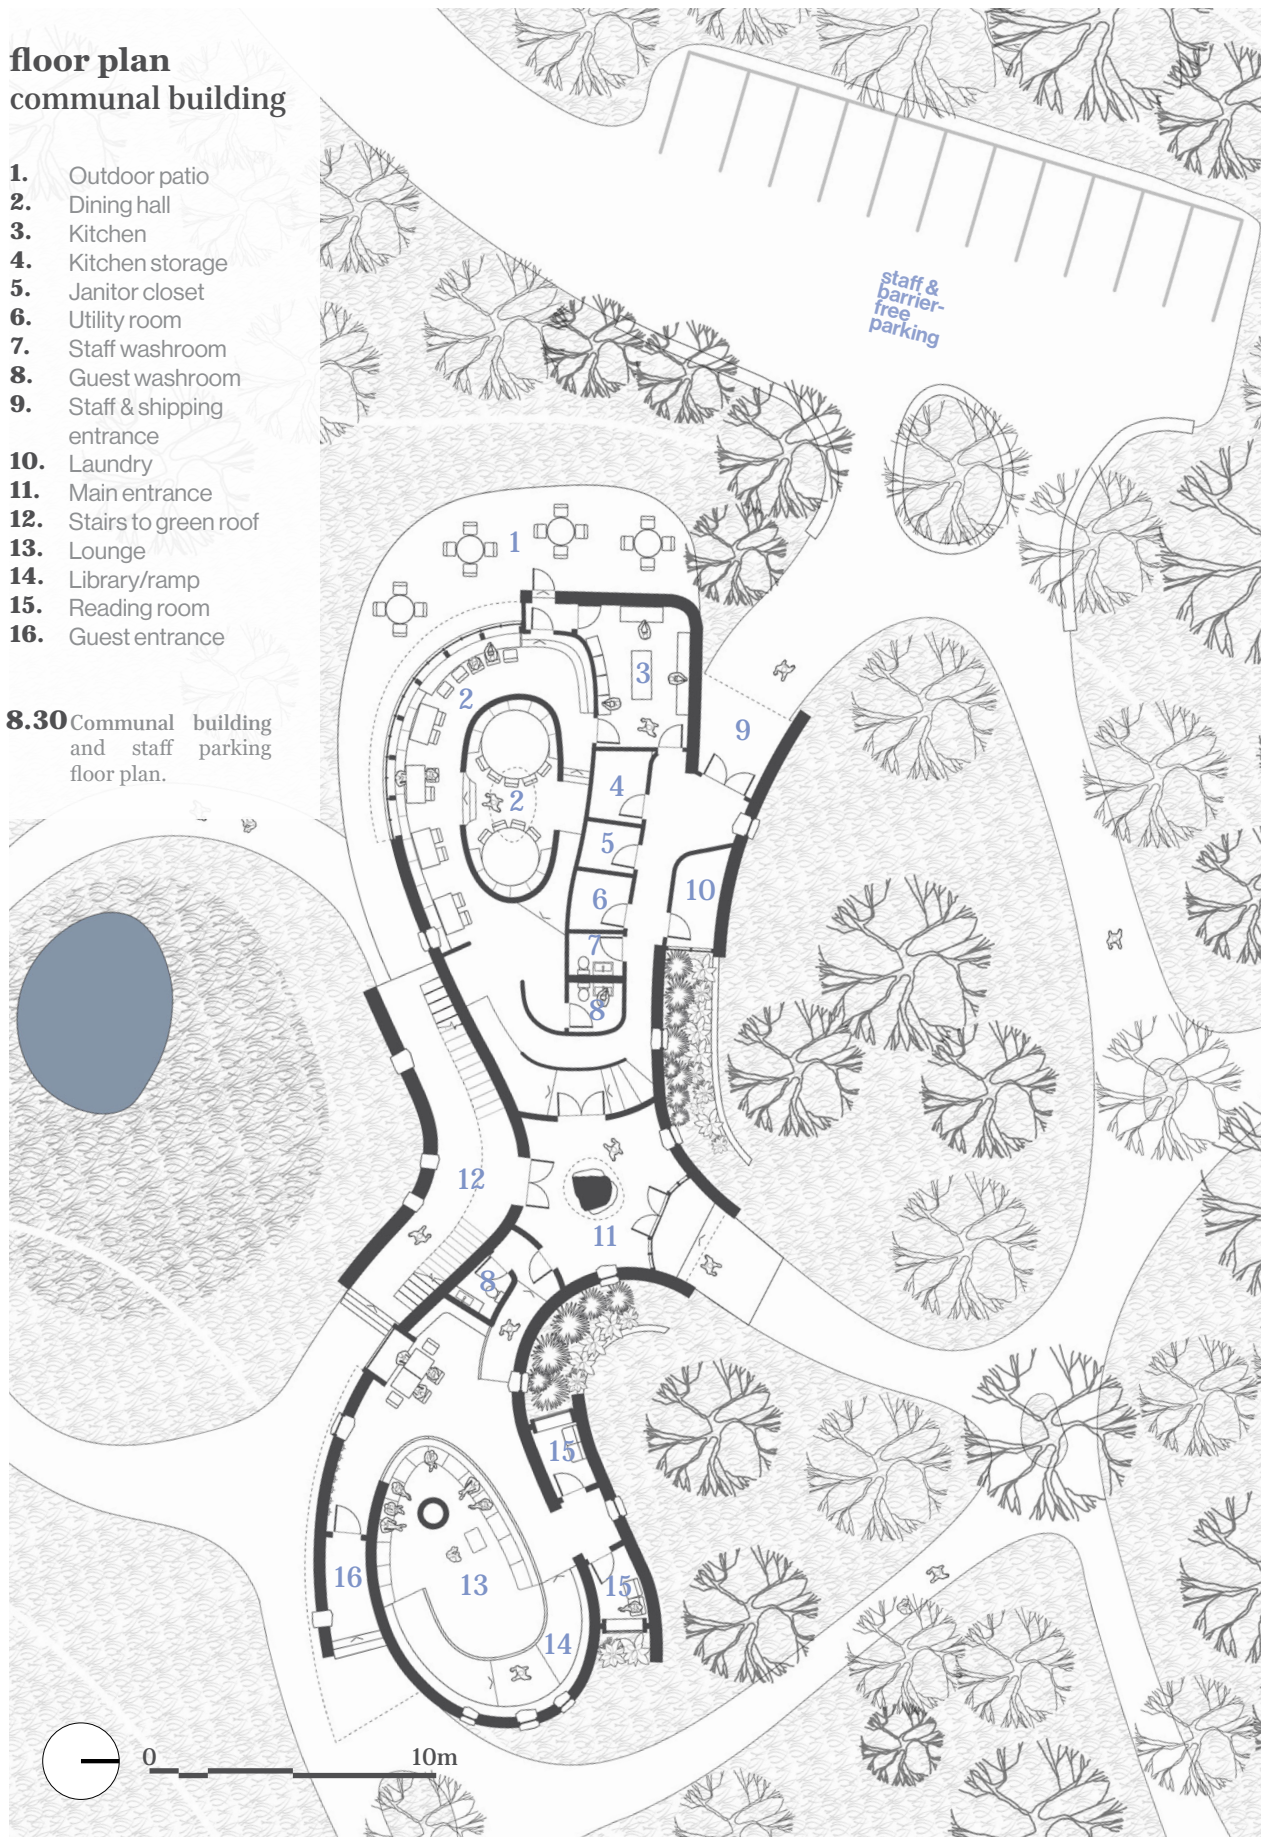 floor plan
communal building
1. Outdoor patio
2. Dining hall
3. Kitchen
4. Kitchen storage
5. Janitor closet
6. Utility room
7. Staff washroom
8. Guest washroom
9. Staff & shipping
entrance
10. Laundry
11. Main entrance
12. Stairs to green roof
13. Lounge
14. Library/ramp
15. Reading room
16. Guest entrance
8.30 Communal building
and staff parking
floor plan.
staff &
barrier-
free
parking
1
2
3
9
2
4
5
10
6
7
8
12
11
8
15
16
13
15
14
0 10m